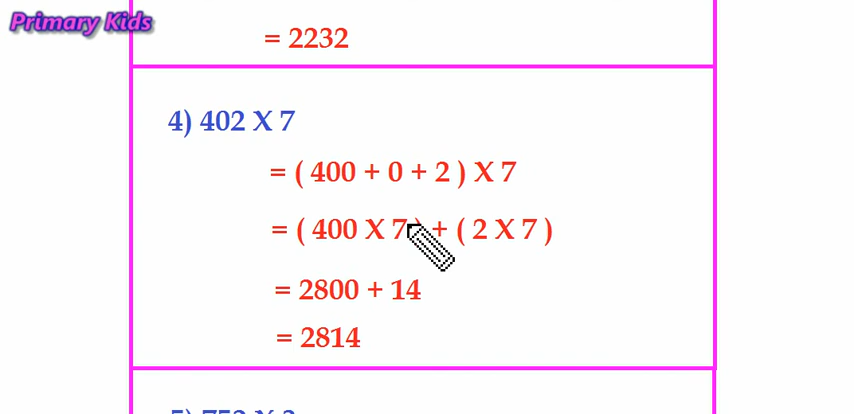 Primary Kids
= 2232
4) 402 X 7
= ( 400 + 0 + 2 ) X 7
= ( 400 X 7 ) + ( 2 X 7 )
= 2800 + 14
= 2814